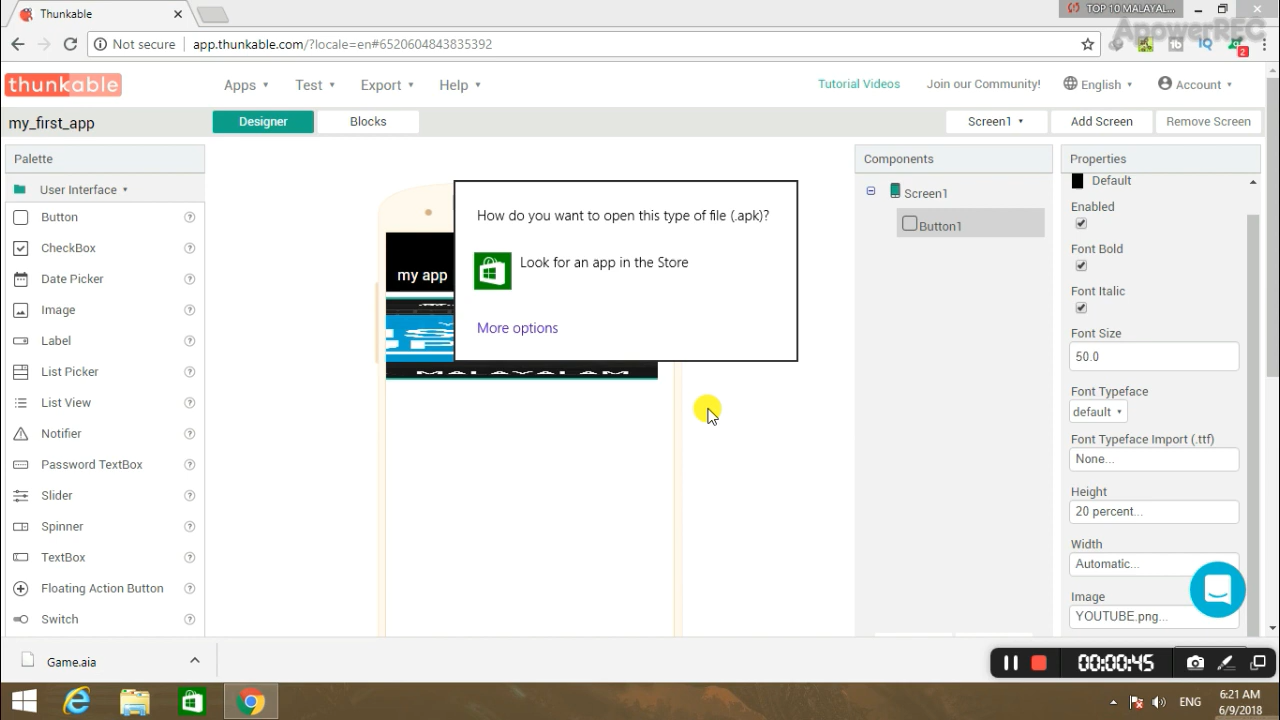 Thunkable
TOP 10 MALAYAL...
ApowerREC
Not secure
app.thunkable.com/?locale=en#6520604843835392
2
thunkable
Apps
Test
Export
Help
Tutorial Videos
Join our Community!
English
Account
my_first_app
Designer
Blocks
Screen1
Add Screen
Remove Screen
Palette
User Interface
Button
CheckBox
Date Picker
Image
Label
List Picker
List View
Notifier
Password TextBox
Slider
Spinner
TextBox
Floating Action Button
Switch
my app
MALAYALAM
How do you want to open this type of file (.apk)?
Look for an app in the Store
More options
Components
Screen1
Button1
Properties
Default
Enabled
Font Bold
Font Italic
Font Size
50.0
Font Typeface
default
Font Typeface Import (.ttf)
None...
Height
20 percent...
Width
Automatic...
Image
YOUTUBE.png...
Game.aia
00:00:45
ENG
6:21 AM
6/9/2018